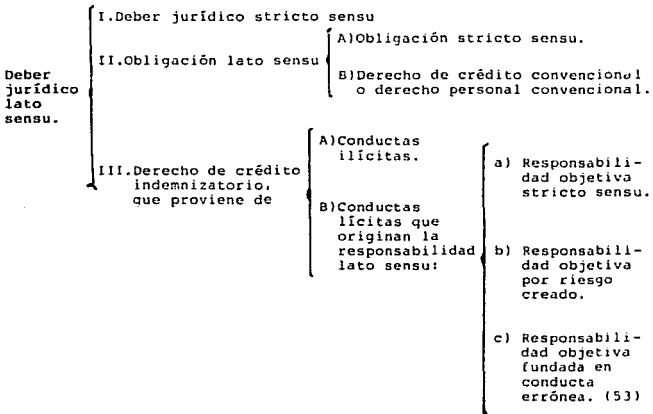 Deber
jurídico
lato
sensu.
I.Deber jurídico stricto sensu
II.Obligación lato sensu
A)Obligación stricto sensu.
B)Derecho de crédito convencional
o derecho personal convencional.
III.Derecho de crédito
indemnizatorio,
que proviene de
A)Conductas
ilícitas.
B)Conductas
lícitas que
originan la
responsabilidad
lato sensu:
a) Responsabili-
dad objetiva
stricto sensu.
b) Responsabili-
dad objetiva
por riesgo
creado.
c) Responsabili-
dad objetiva
fundada en
conducta
errónea. (53)